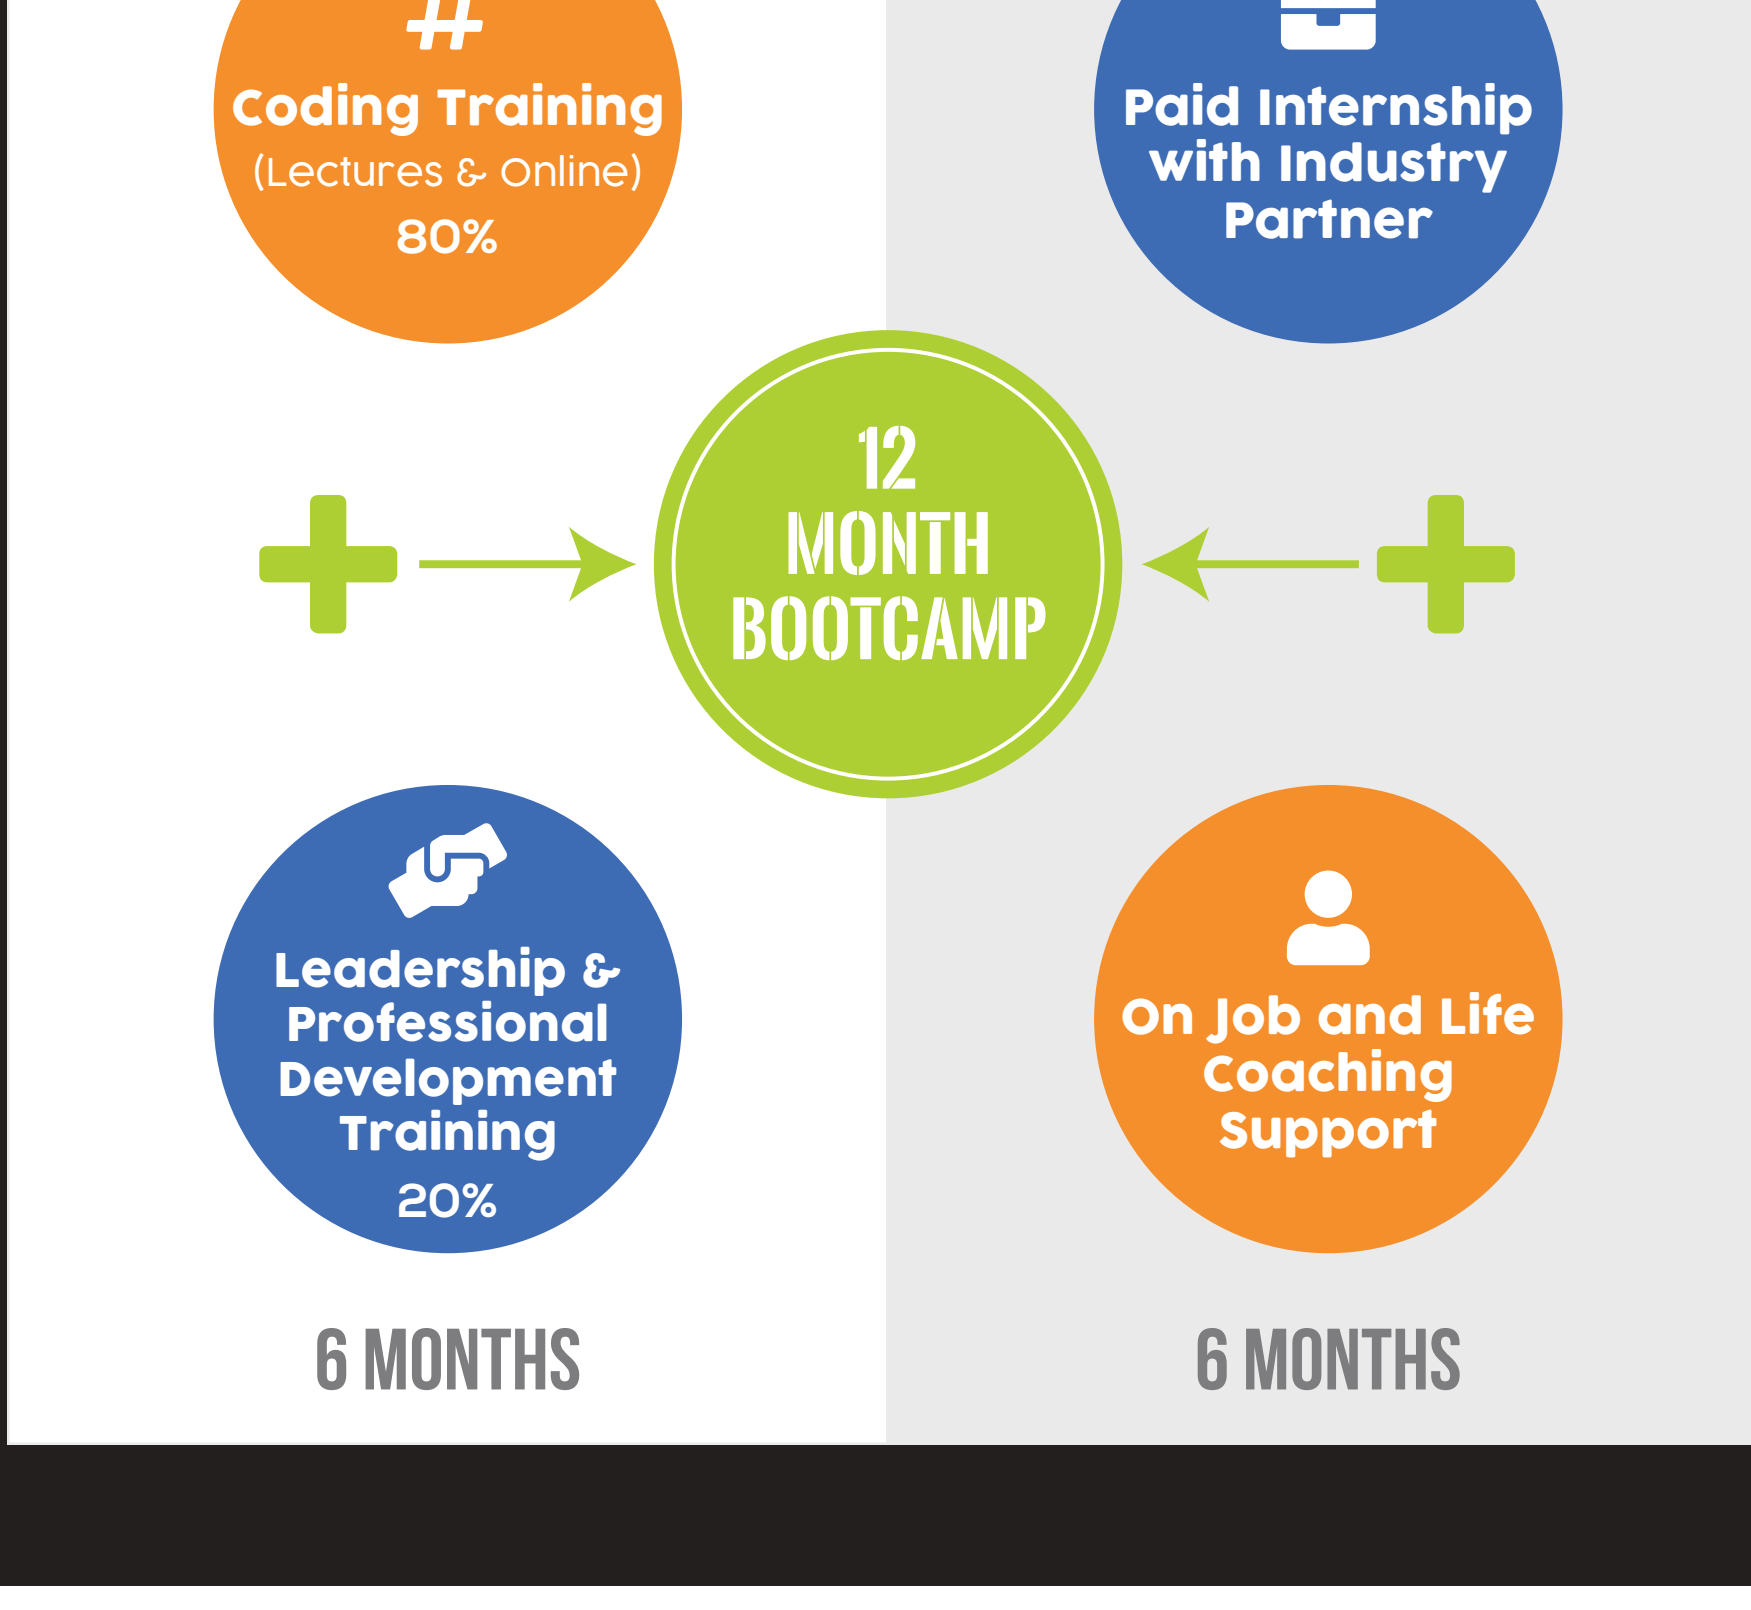 #
Coding Training
(Lectures & Online)
80%
Paid Internship
with Industry
Partner
12
MONTH
BOOTCAMP
Leadership &
Professional
Development
Training
20%
On Job and Life
Coaching
Support
6 MONTHS
6 MONTHS